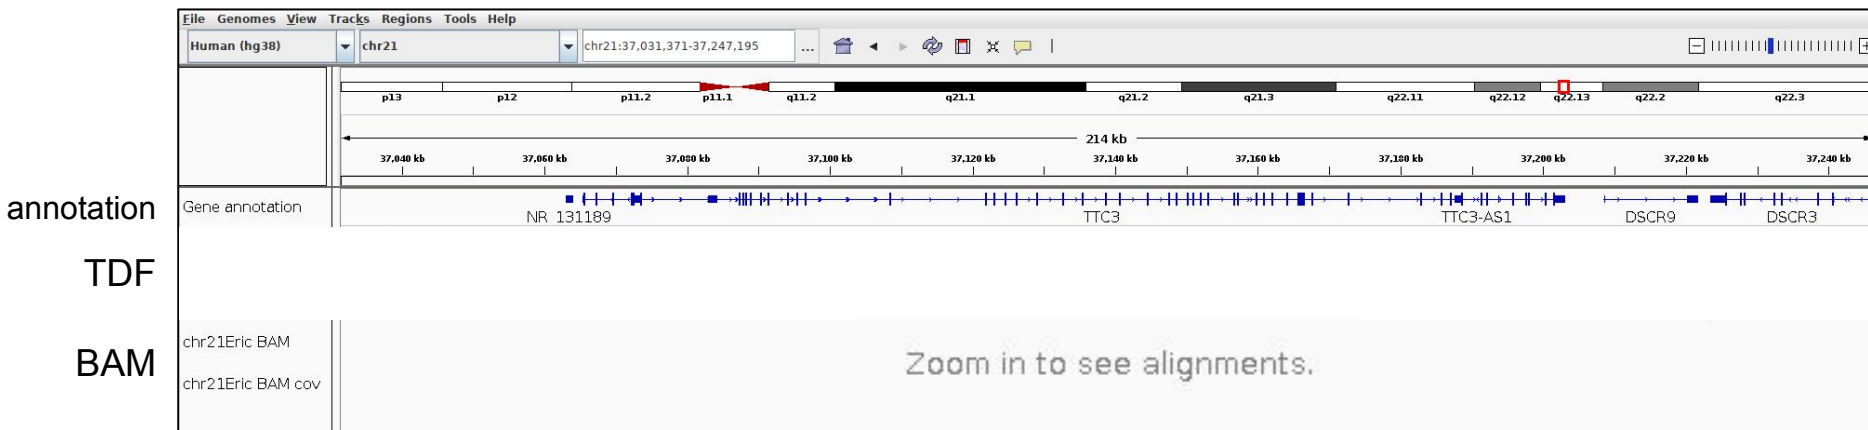 File Genomes View Tracks Regions Tools Help
Human (hg38) chr21 chr21:37,031,371-37,247,195 ...
p13 p12 p11.2 p11.1 q11.2 q21.1 q21.2 q21.3 q22.11 q22.12 q22.13 q22.2 q22.3
214 kb
37,040 kb 37,060 kb 37,080 kb 37,100 kb 37,120 kb 37,140 kb 37,160 kb 37,180 kb 37,200 kb 37,220 kb 37,240 kb
annotation Gene annotation
NR_131189 TTC3 TTC3-AS1 DSCR9 DSCR3
TDF
chr21Eric BAM
BAM Zoom in to see alignments.
chr21Eric BAM cov